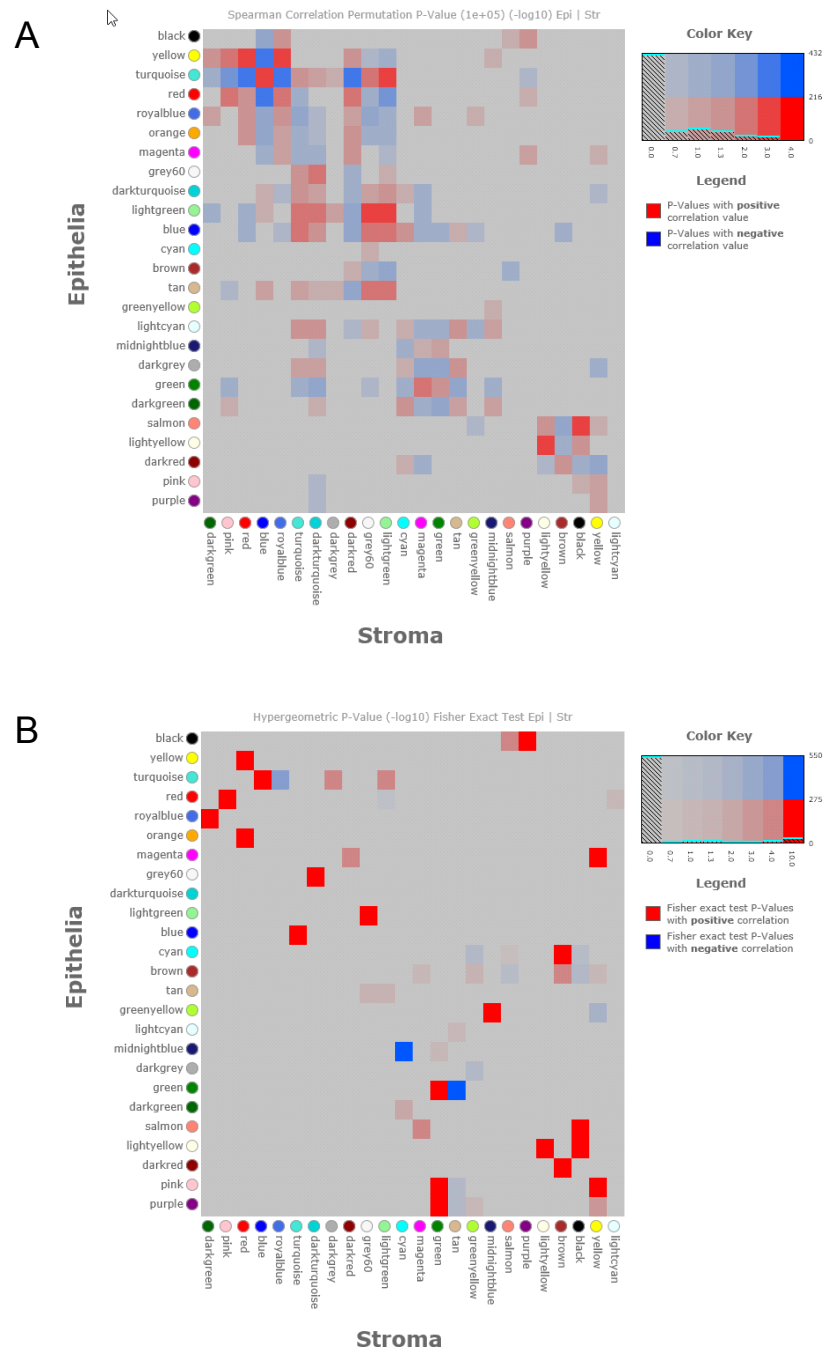 A
Spearman Correlation Permutation P-Value (1e+05) (-log10) Epi | Str
black
yellow
turquoise
red
royalblue
orange
magenta
grey60
darkturquoise
lightgreen
blue
cyan
brown
tan
greenyellow
lightcyan
midnightblue
darkgrey
green
darkgreen
salmon
lightyellow
darkred
pink
purple
Epithelia
darkgreen
pink
red
blue
royalblue
turquoise
darkturquoise
darkgrey
darkred
grey60
lightgreen
cyan
magenta
green
tan
greenyellow
midnightblue
salmon
purple
lightyellow
brown
black
yellow
lightcyan
Stroma
Color Key
432
216
0
0.0
0.7
1.0
1.3
2.0
3.0
4.0
Legend
P-Values with positive
correlation value
P-Values with negative
correlation value
B
Hypergeometric P-Value (-log10) Fisher Exact Test Epi | Str
black
yellow
turquoise
red
royalblue
orange
magenta
grey60
darkturquoise
lightgreen
blue
cyan
brown
tan
greenyellow
lightcyan
midnightblue
darkgrey
green
darkgreen
salmon
lightyellow
darkred
pink
purple
Epithelia
darkgreen
pink
red
blue
royalblue
turquoise
darkturquoise
darkgrey
darkred
grey60
lightgreen
cyan
magenta
green
tan
greenyellow
midnightblue
salmon
purple
lightyellow
brown
black
yellow
lightcyan
Stroma
Color Key
550
275
0
0.0
0.7
1.0
1.3
2.0
3.0
4.0
10.0
Legend
Fisher exact test P-Values
with positive correlation
Fisher exact test P-Values
with negative correlation